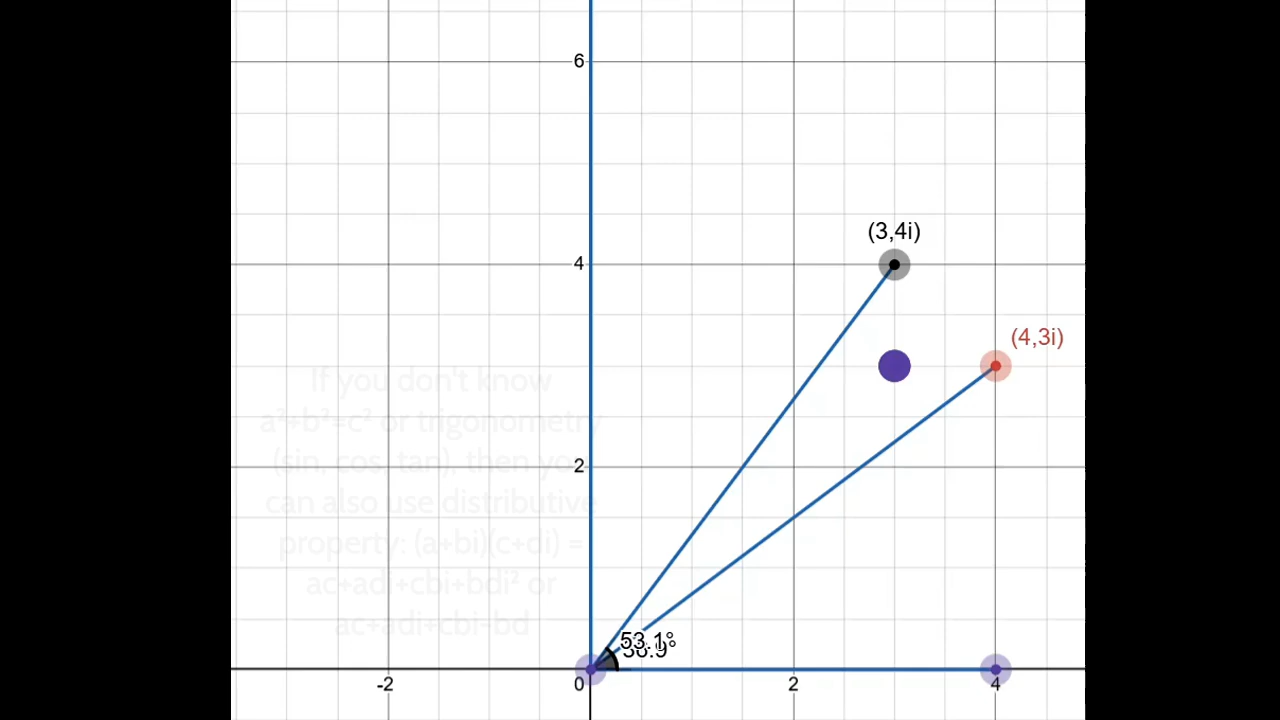 6
(3,4i)
4
(4,3i)
If you don't know
a²+b²=c² or trigonometry
(sin, cos, tan), then you
2
can also use distributive
property: (a+bi)(c+di) =
ac+adi+cbi+bdi² or
ac+adi+cbi-bd
53.1°
-2
0
2
4